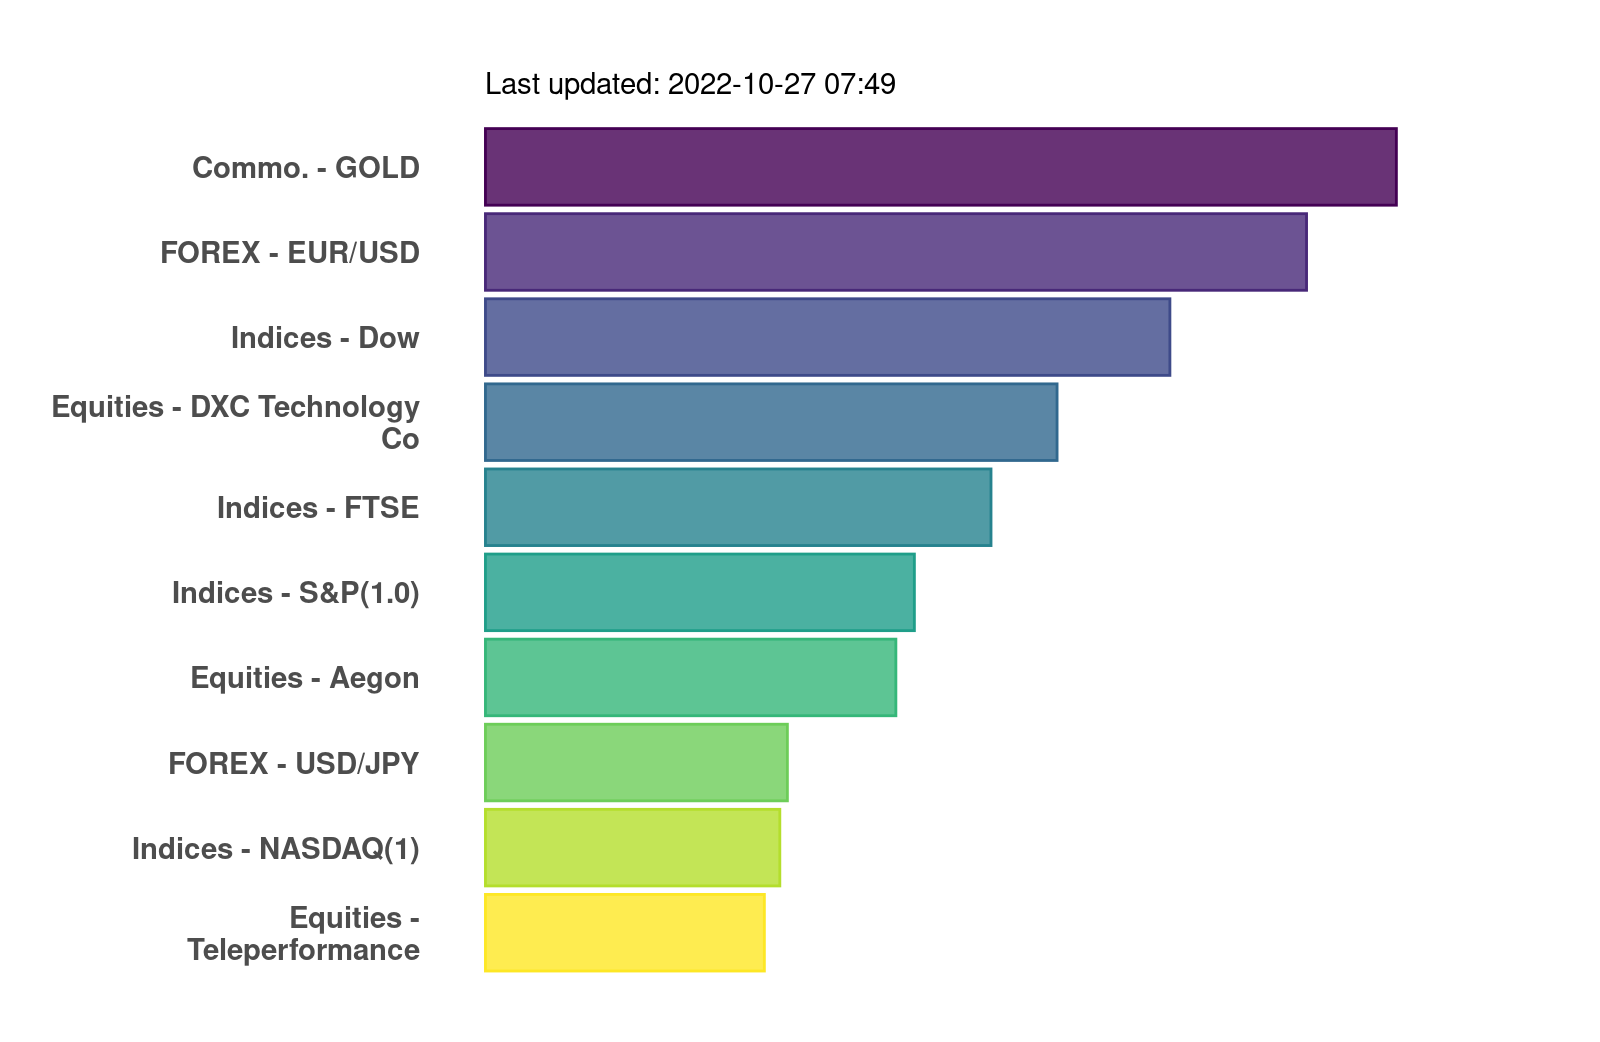 Last updated: 2022-10-27 07:49
Commo. - GOLD
FOREX - EUR/USD
Indices - Dow
Equities - DXC Technology
Co
Indices - FTSE
Indices - S&P(1.0)
Equities - Aegon
FOREX - USD/JPY
Indices - NASDAQ(1)
Equities -
Teleperformance